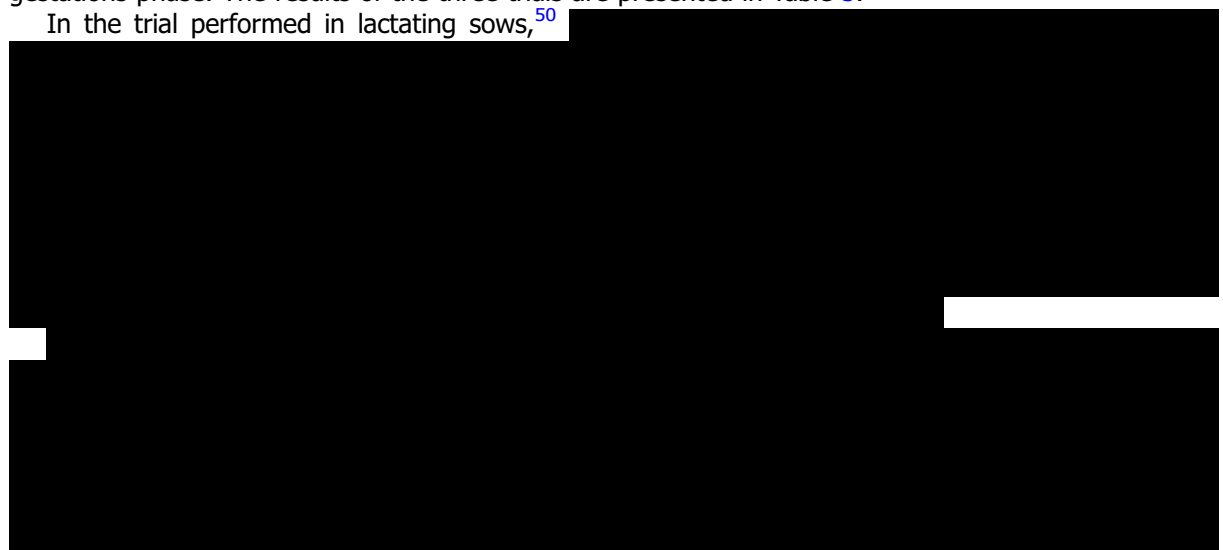 gestations phase. The results of the three trials are presented in Table
In the trial performed in lactating sows,50